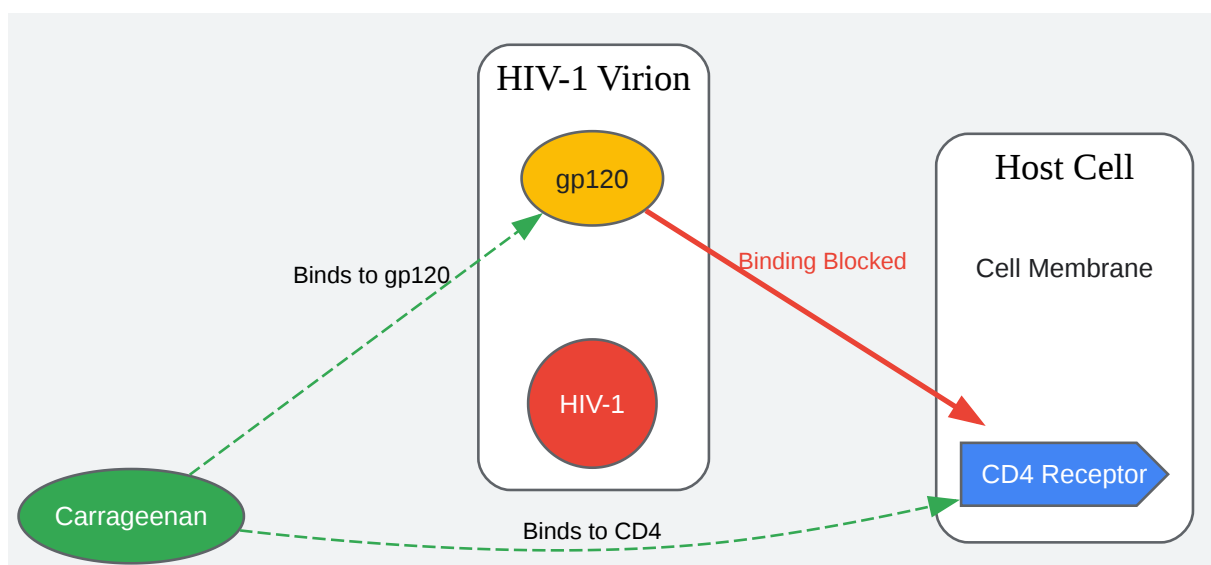 HIV-1 Virion
gp120
Host Cell
Binding Blocked
Cell Membrane
Binds to gp120
HIV-1
CD4 Receptor
Carrageenan
Binds to CD4